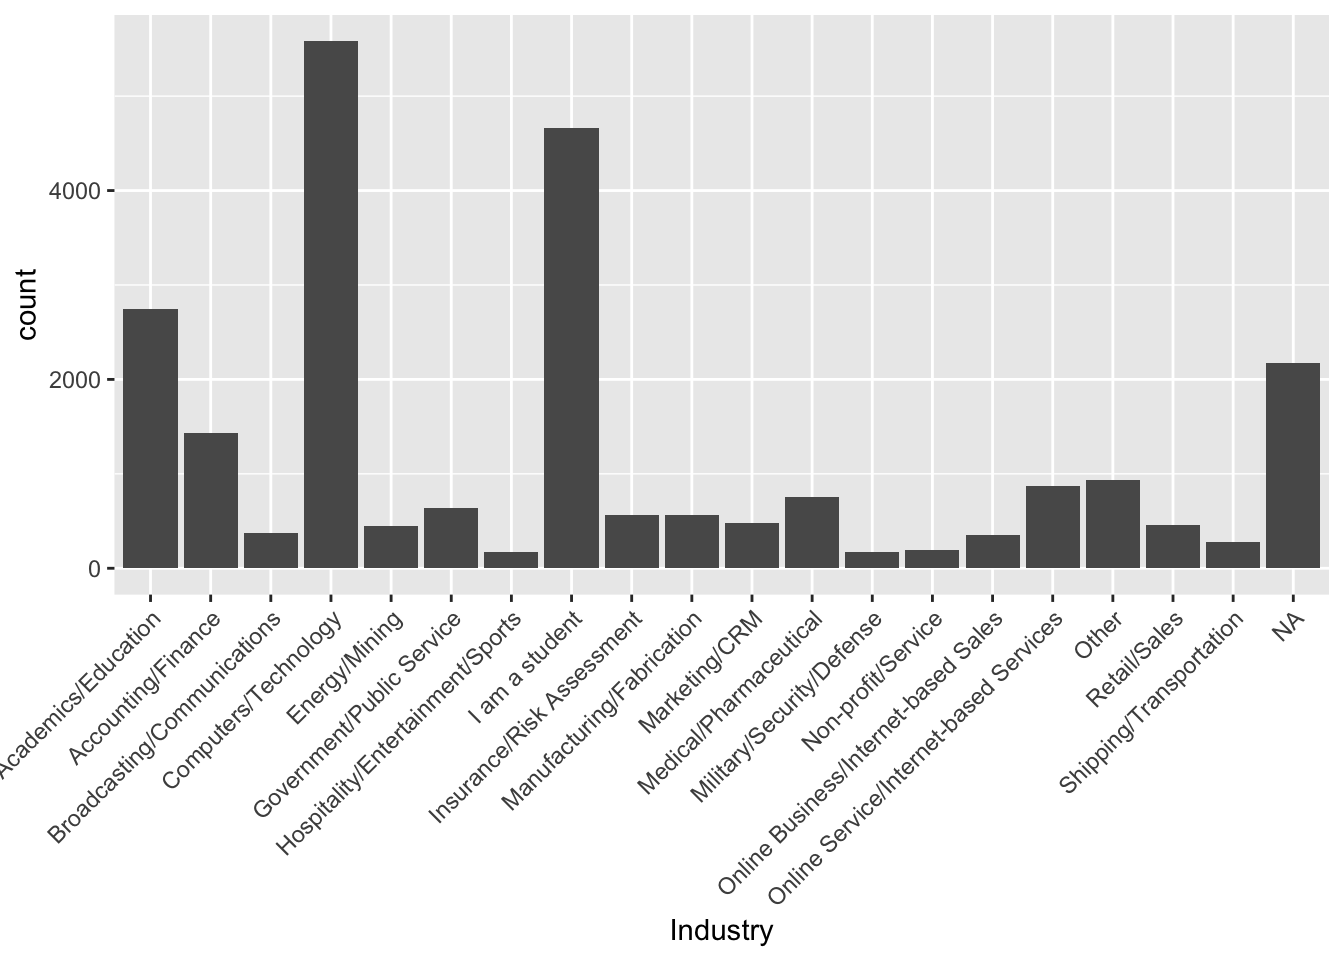 count
4000
2000
0
Academics/Education
Accounting/Finance
Broadcasting/Communications
Computers/Technology
Energy/Mining
Government/Public Service
Hospitality/Entertainment/Sports
I am a student
Insurance/Risk Assessment
Manufacturing/Fabrication
Marketing/CRM
Medical/Pharmaceutical
Military/Security/Defense
Non-profit/Service
Online Business/Internet-based Sales
Online Service/Internet-based Services
Other
Retail/Sales
Shipping/Transportation
NA
Industry